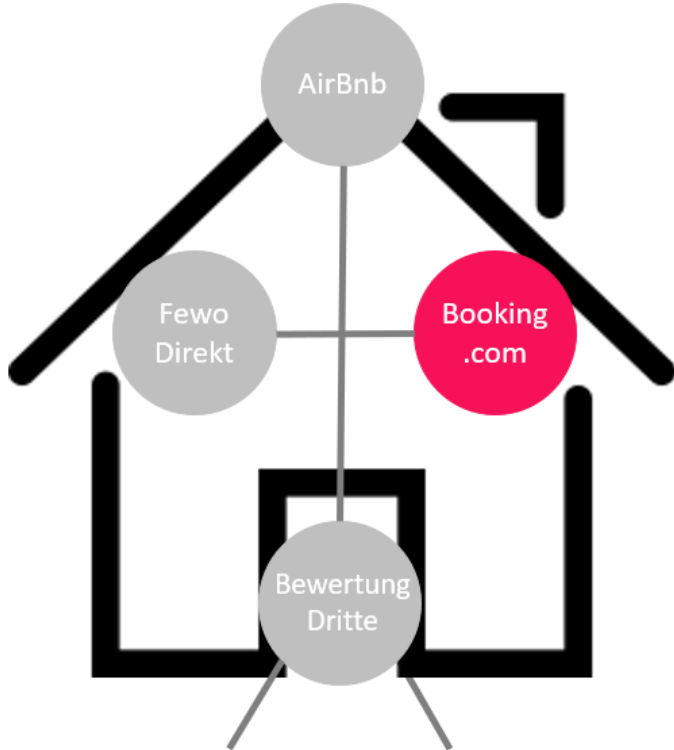 AirBnb
Fewo
Direkt
Booking
.com
Bewertung
Dritte